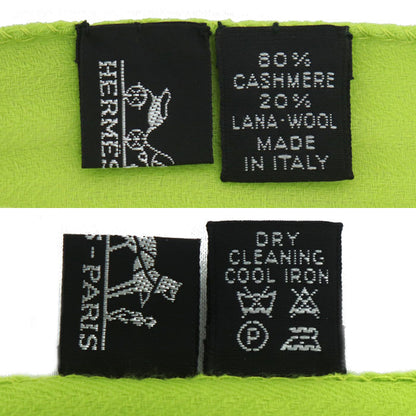 HERMES
80%
CASHMERE
20%
LANA-WOOL
MADE
IN ITALY
S-PARIS
DRY
CLEANING
COOL IRON
P